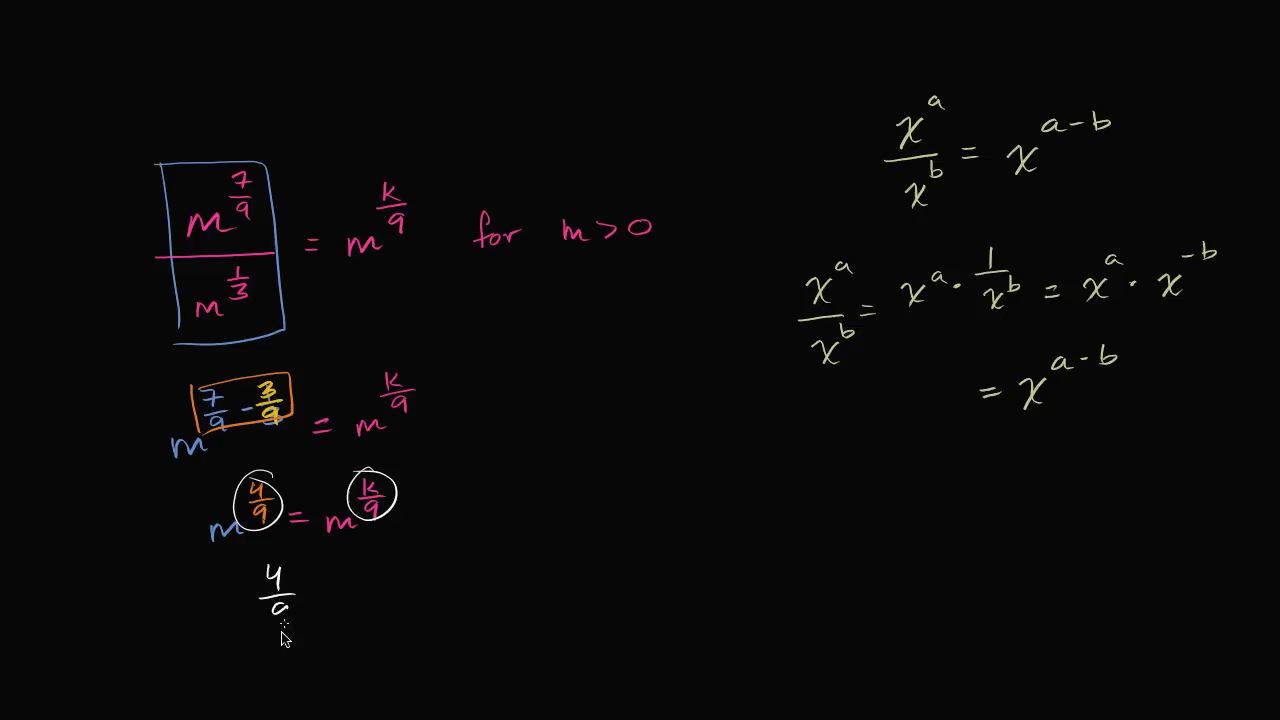 m^(7/9) / m^(1/3) = m^(k/9) for m > 0
m^(7/9 - 3/9) = m^(k/9)
m^(4/9) = m^(k/9)
4/9
x^a / x^b = x^(a-b)
x^a / x^b = x^a · 1/x^b = x^a · x^(-b)
= x^(a-b)